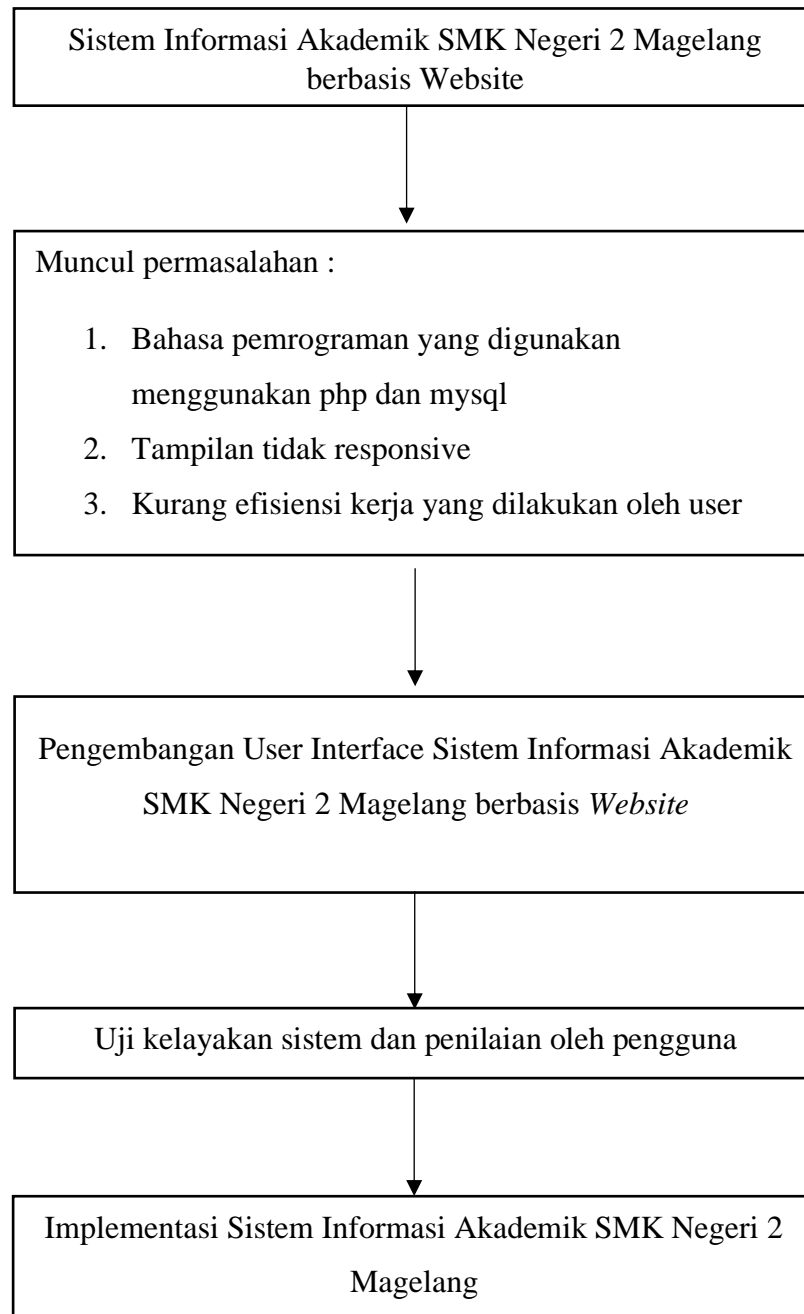 Sistem Informasi Akademik SMK Negeri 2 Magelang
berbasis Website
Muncul permasalahan :
1. Bahasa pemrograman yang digunakan
menggunakan php dan mysql
2. Tampilan tidak responsive
3. Kurang efisiensi kerja yang dilakukan oleh user
Pengembangan User Interface Sistem Informasi Akademik
SMK Negeri 2 Magelang berbasis Website
Uji kelayakan sistem dan penilaian oleh pengguna
Implementasi Sistem Informasi Akademik SMK Negeri 2
Magelang